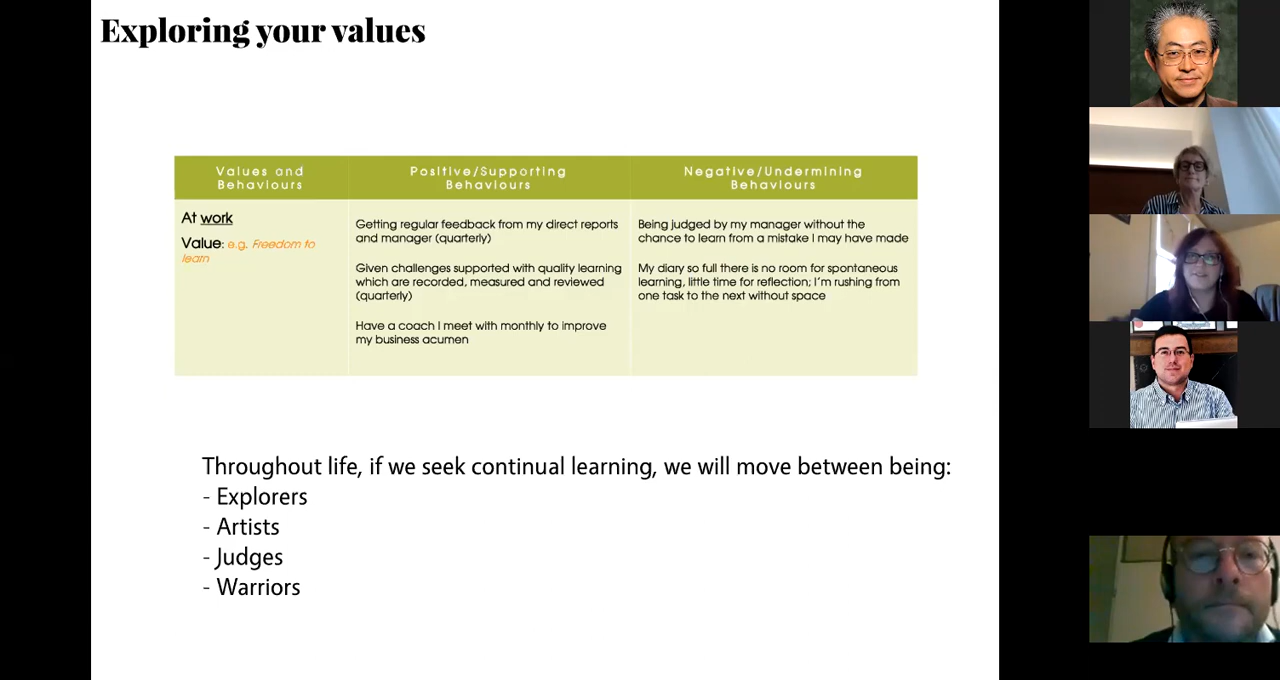 Exploring your values
Values and
Behaviours
Positive/Supporting
Behaviours
Negative/Undermining
Behaviours
At work
Value: e.g. Freedom to
learn
Getting regular feedback from my direct reports
and manager (quarterly)
Given challenges supported with quality learning
which are recorded, measured and reviewed
(quarterly)
Have a coach I meet with monthly to improve
my business acumen
Being judged by my manager without the
chance to learn from a mistake I may have made
My diary so full there is no room for spontaneous
learning, little time for reflection; I'm rushing from
one task to the next without space
Throughout life, if we seek continual learning, we will move between being:
- Explorers
- Artists
- Judges
- Warriors